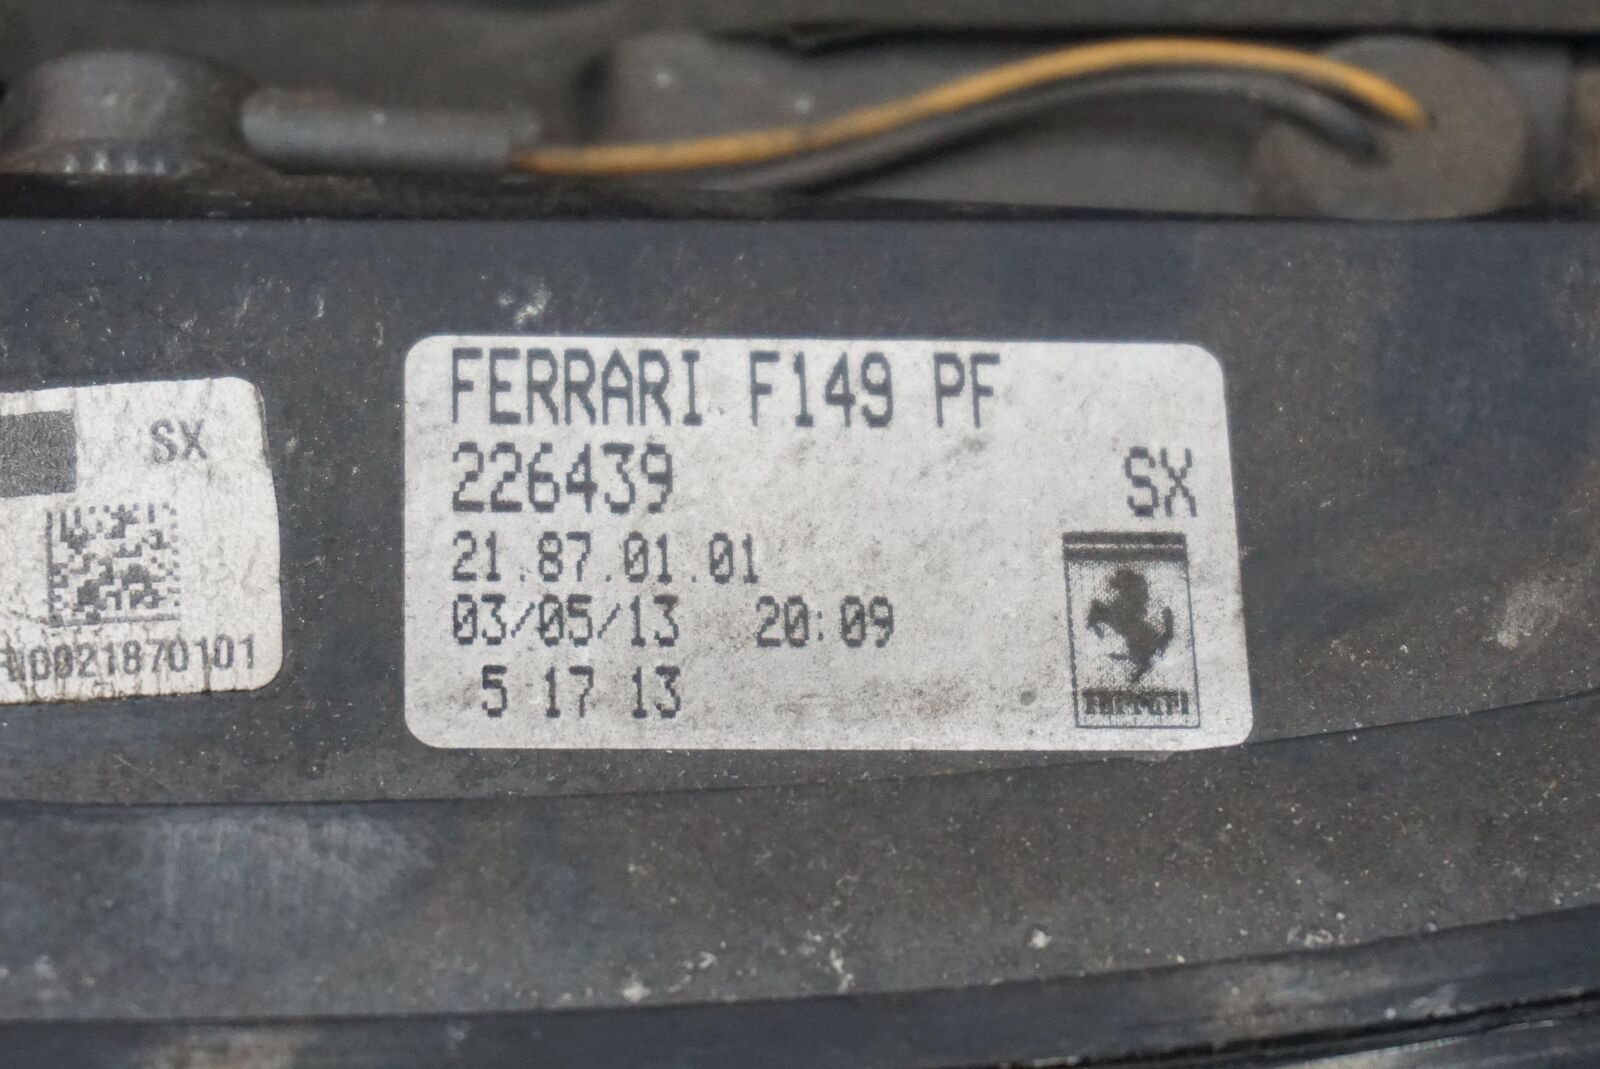 SX
0021870101
FERRARI F149 PF
226439
SX
21.87.01.01
03/05/13 20:09
5 17 13
Ferrari